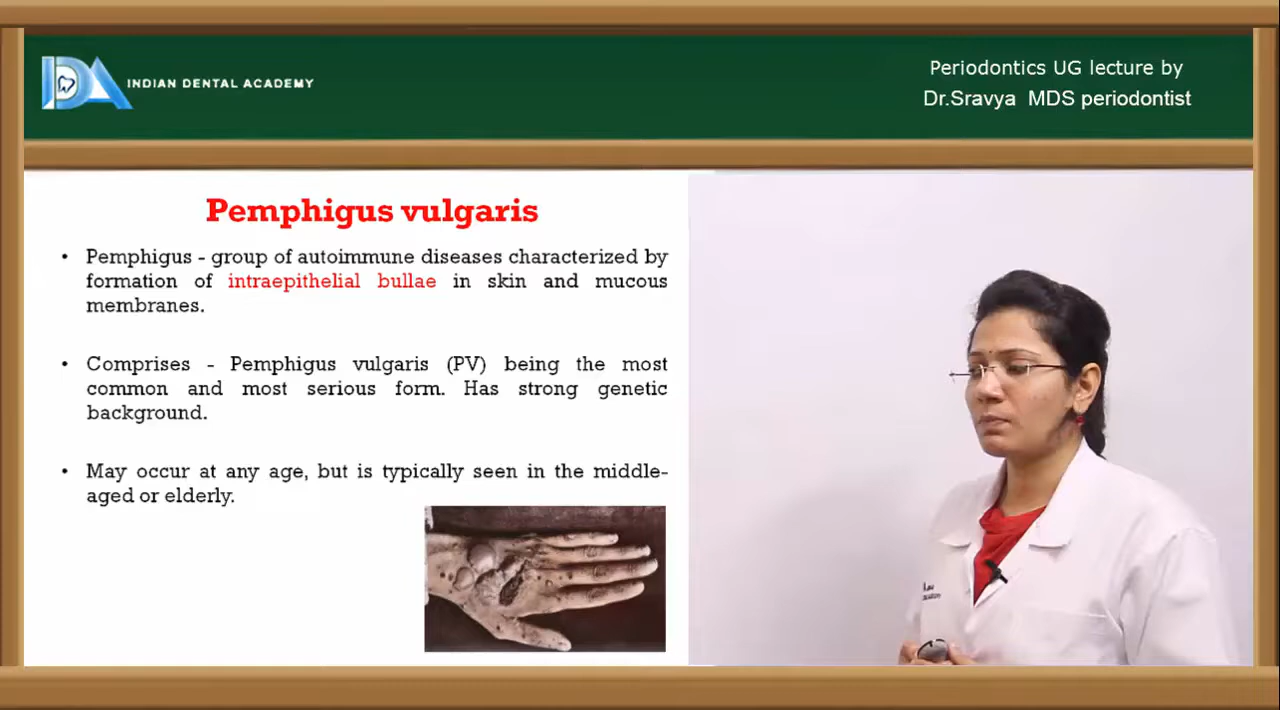 INDIAN DENTAL ACADEMY
Periodontics UG lecture by
Dr.Sravya MDS periodontist
Pemphigus vulgaris
• Pemphigus - group of autoimmune diseases characterized by
formation of intraepithelial bullae in skin and mucous
membranes.
• Comprises - Pemphigus vulgaris (PV) being the most
common and most serious form. Has strong genetic
background.
• May occur at any age, but is typically seen in the middle-
aged or elderly.